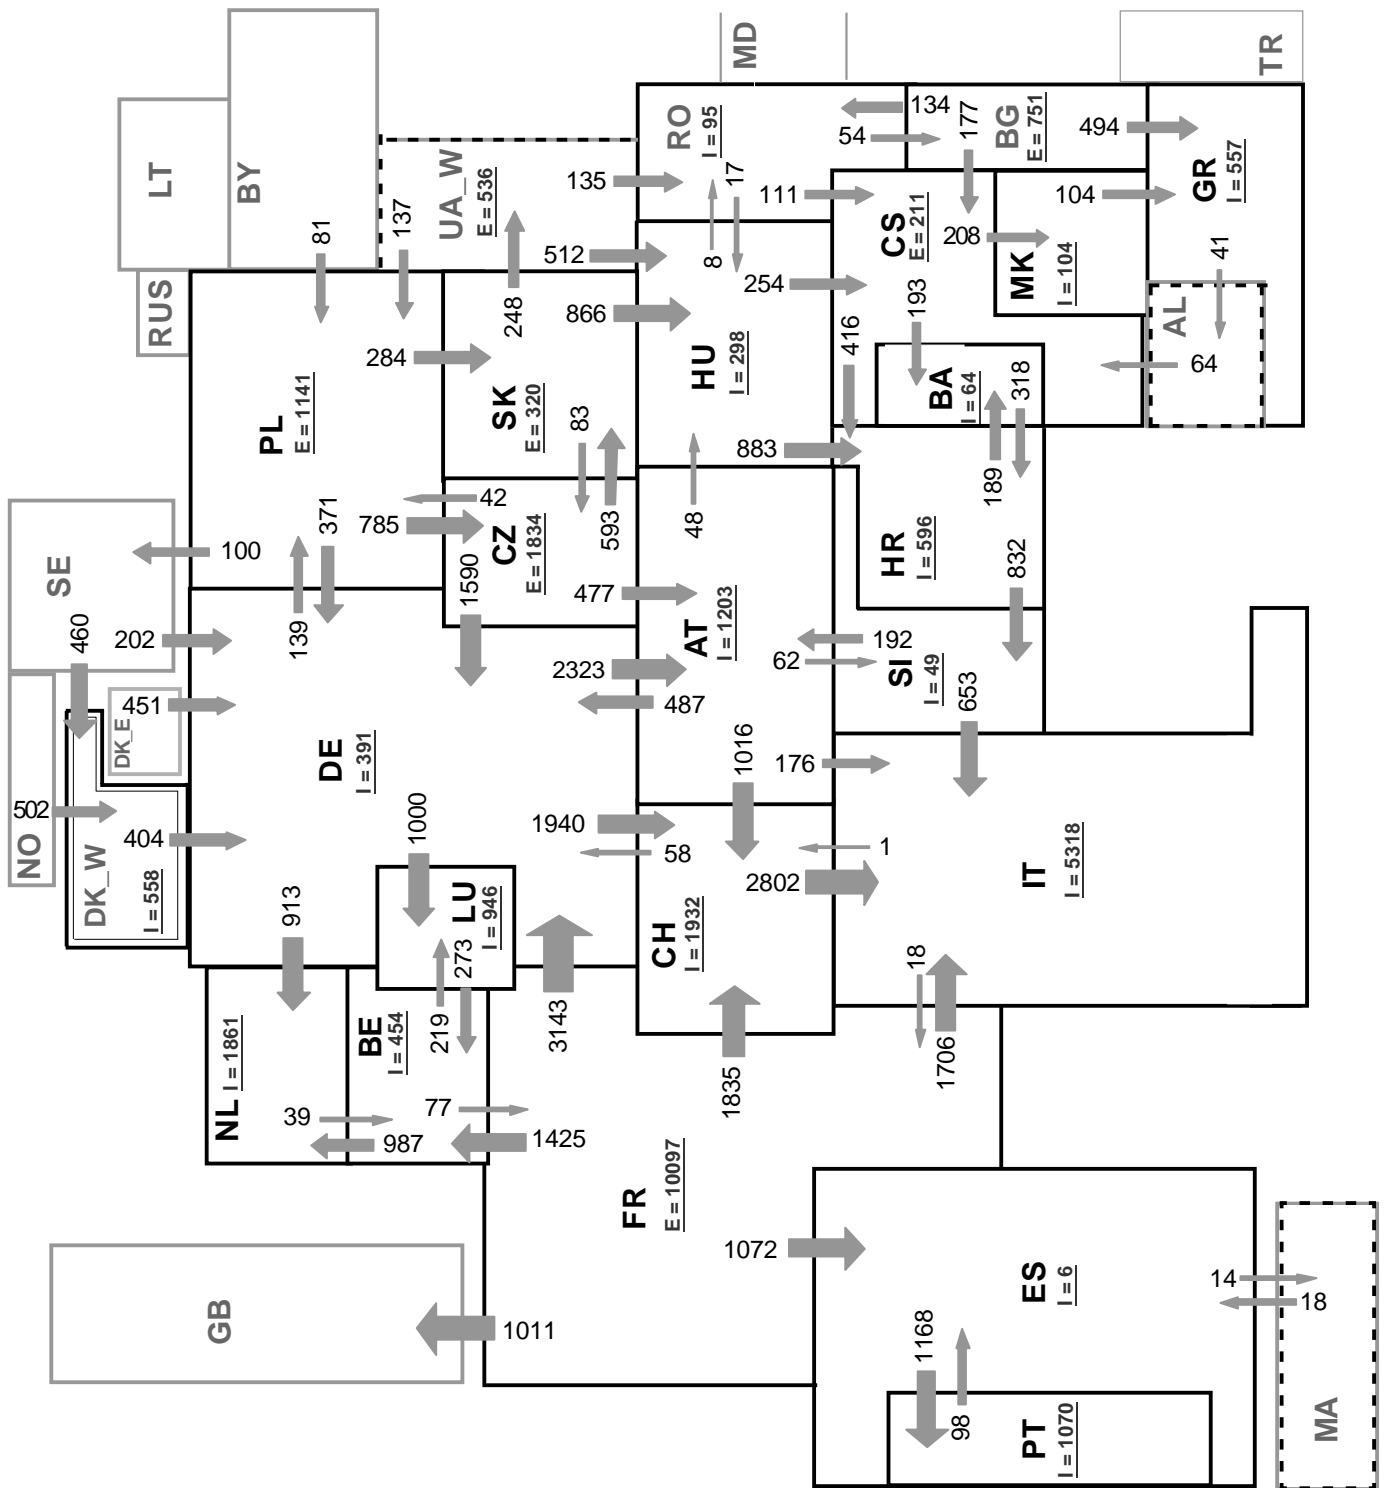 MD
TR
LT
BY
RO
I = 95
134
54
177
BG
E = 751
494
UA_W
E = 536
135
17
111
CS
E = 211
208
104
GR
I = 557
81
137
512
8
254
193
MK
I = 104
41
RUS
248
866
HU
I = 298
416
AL
64
284
PL
E = 1141
SK
E = 320
83
BA
I = 64
318
883
189
371
42
785
CZ
E = 1834
593
48
HR
I = 596
832
SE
100
460
202
139
1590
477
AT
I = 1203
192
62
SI
I = 49
653
451
DK_E
2323
487
DE
I = 391
1016
176
NO
502
404
DK_W
I = 558
1000
1940
58
1
2802
IT
I = 5318
913
LU
I = 946
273
CH
I = 1932
18
219
3143
1835
1706
NL I = 1861
BE
I = 454
39
987
77
1425
FR
E = 10097
1072
GB
1011
ES
I = 6
14
18
1168
98
PT
I = 1070
MA